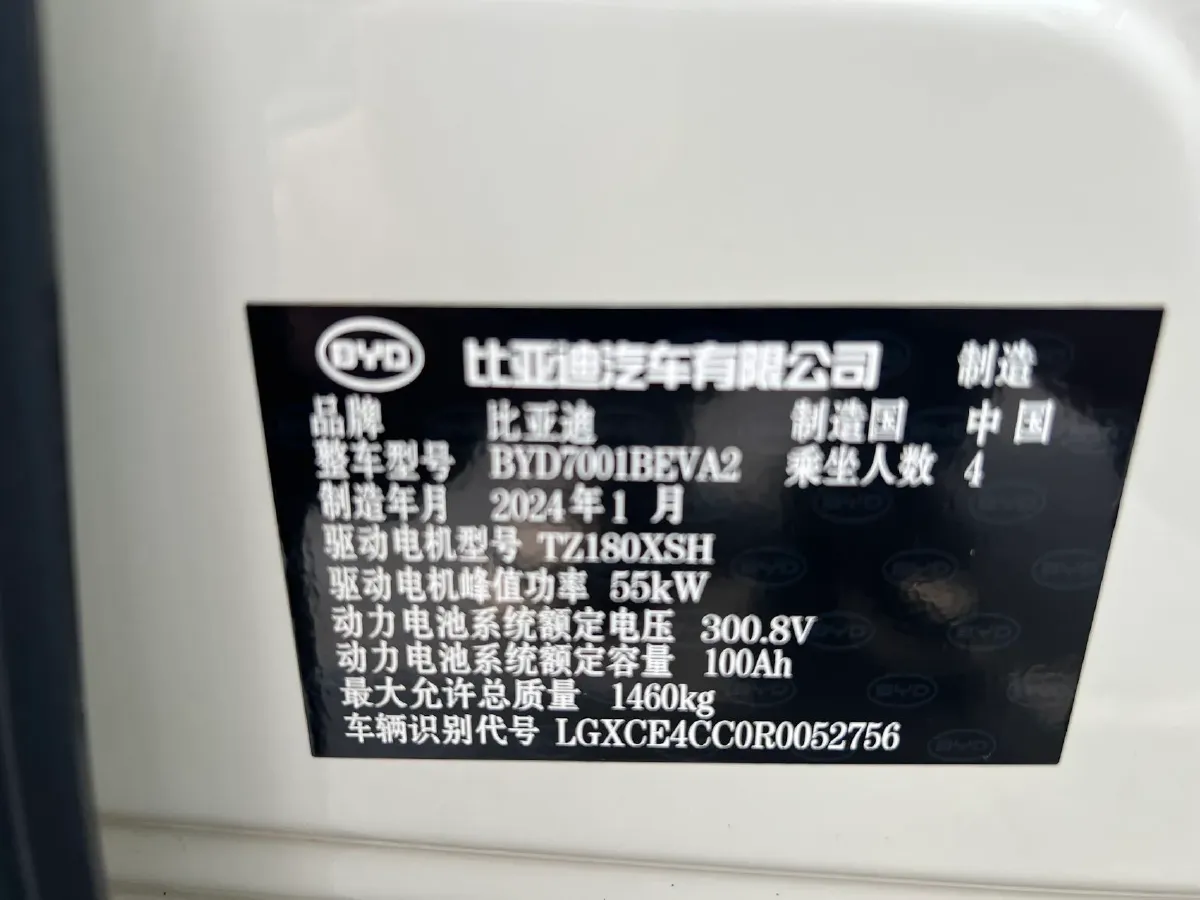 BYD 比亚迪汽车有限公司 制造
品牌 比亚迪 制造国 中国
整车型号 BYD7001BEVA2 乘坐人数 4
制造年月 2024年1月
驱动电机型号 TZ180XSH
驱动电机峰值功率 55kW
动力电池系统额定电压 300.8V
动力电池系统额定容量 100Ah
最大允许总质量 1460kg
车辆识别代号 LGXCE4CC0R0052756